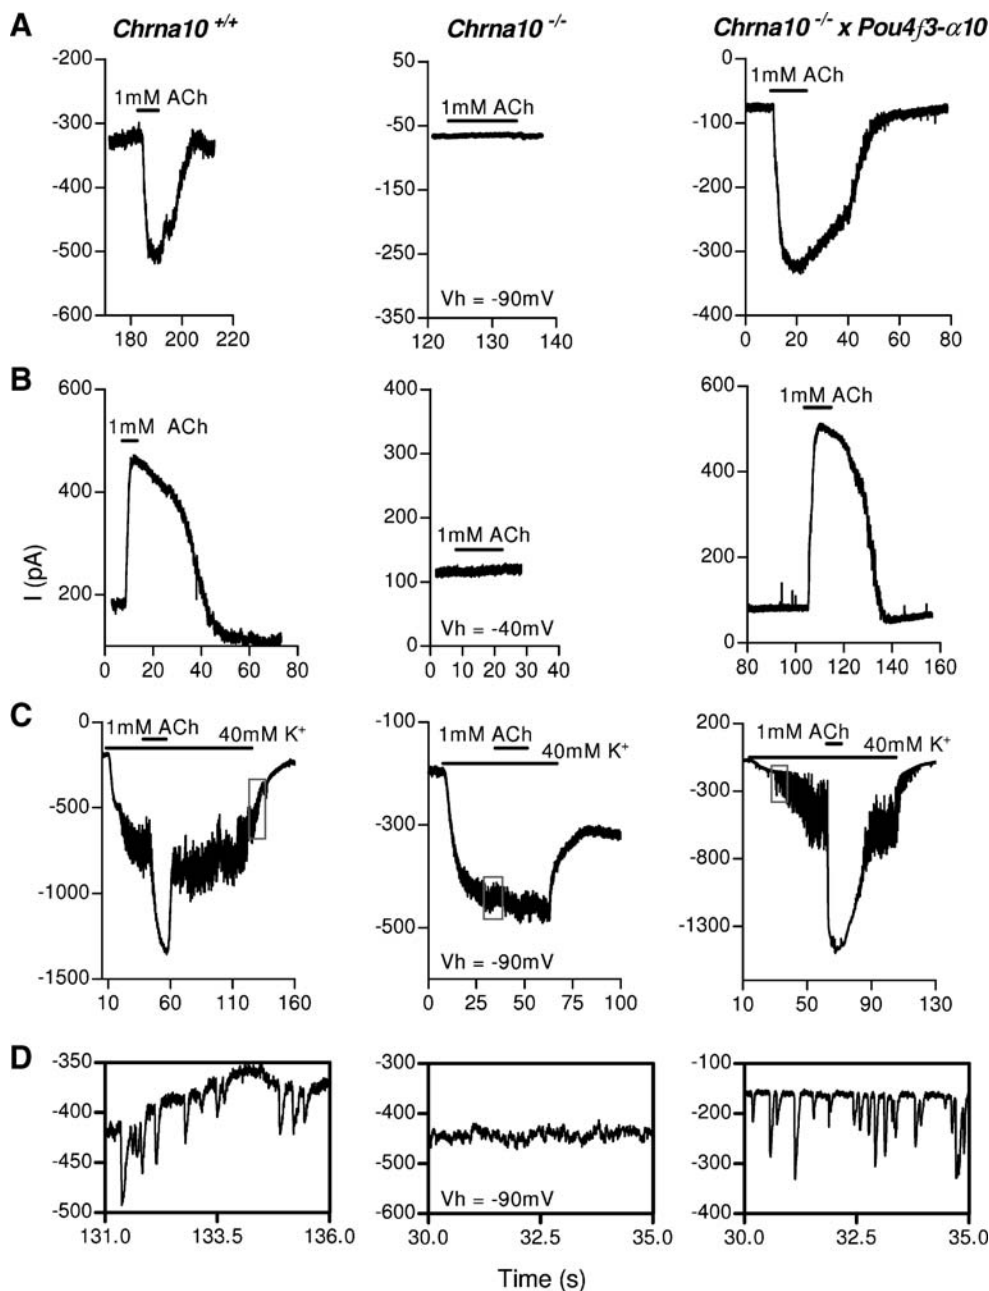 A
Chrna10 +/+
Chrna10 -/-
Chrna10 -/- x Pou4f3-α10
-200
-300
-400
-500
-600
1mM ACh
180 200 220
50
-50
-150
-250
-350
1mM ACh
Vh = -90mV
120 130 140
0
-100
-200
-300
-400
1mM ACh
0 20 40 60 80
B
I (pA)
600
400
200
1mM ACh
0 20 40 60 80
400
300
200
100
0
1mM ACh
Vh = -40mV
0 10 20 30 40
600
400
200
0
1mM ACh
80 100 120 140 160
C
0
-500
-1000
-1500
1mM ACh
40mM K+
10 60 110 160
-100
-300
-500
1mM ACh
40mM K+
Vh = -90mV
0 25 50 75 100
200
-300
-800
-1300
1mM ACh
40mM K+
10 50 90 130
D
-350
-400
-450
-500
131.0 133.5 136.0
-300
-400
-500
-600
Vh = -90mV
30.0 32.5 35.0
-100
-200
-300
-400
30.0 32.5 35.0
Time (s)